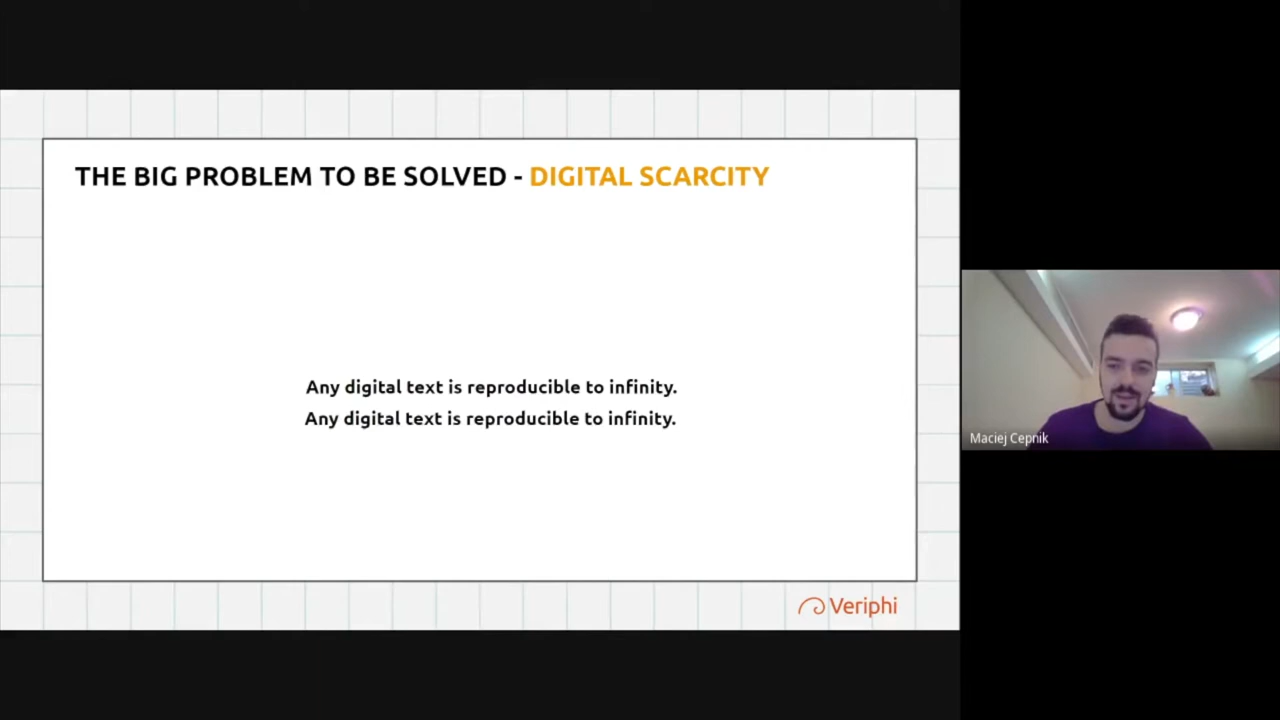 THE BIG PROBLEM TO BE SOLVED - DIGITAL SCARCITY
Any digital text is reproducible to infinity.
Any digital text is reproducible to infinity.
Veriphi
Maciej Cepnik